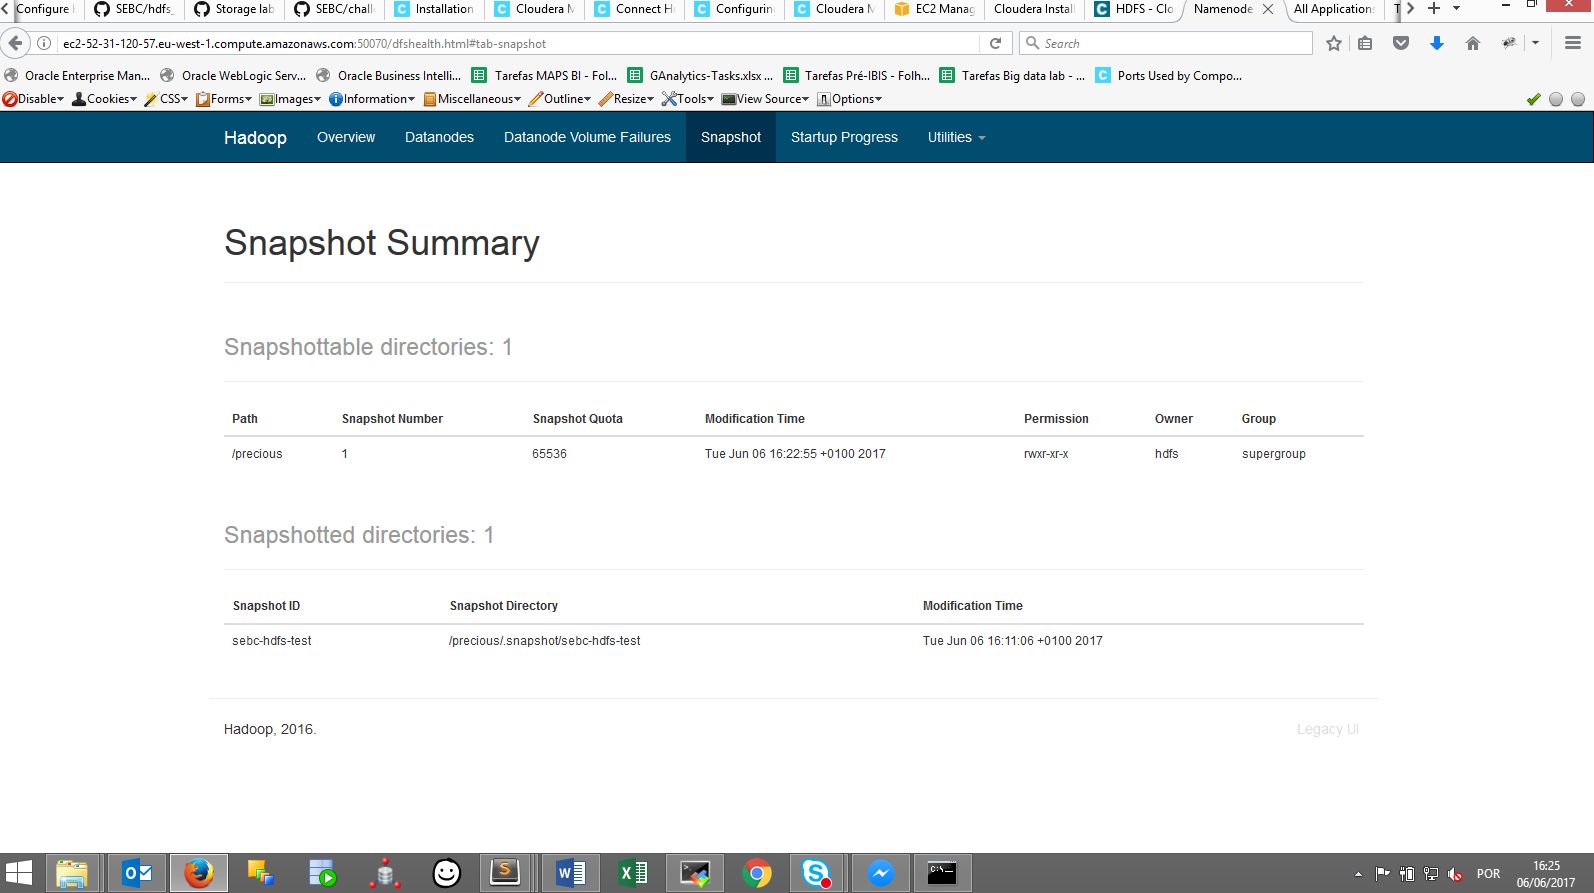 Configure SEBC/hdfs_ Storage lab SEBC/chall Installation Cloudera M Connect H Configurin Cloudera M EC2 Manag Cloudera Install HDFS - Clo Namenode All Applications
ec2-52-31-120-57.eu-west-1.compute.amazonaws.com:50070/dfshealth.html#tab-snapshot Search
Oracle Enterprise Man... Oracle WebLogic Serv... Oracle Business Intelli... Tarefas MAPS BI - Fol... GAnalytics-Tasks.xlsx ... Tarefas Pré-IBIS - Folh... Tarefas Big data lab - ... Ports Used by Compo...
Disable Cookies CSS Forms Images Information Miscellaneous Outline Resize Tools View Source Options
Hadoop Overview Datanodes Datanode Volume Failures Snapshot Startup Progress Utilities
Snapshot Summary
Snapshottable directories: 1
Path Snapshot Number Snapshot Quota Modification Time Permission Owner Group
/precious 1 65536 Tue Jun 06 16:22:55 +0100 2017 rwxr-xr-x hdfs supergroup
Snapshotted directories: 1
Snapshot ID Snapshot Directory Modification Time
sebc-hdfs-test /precious/.snapshot/sebc-hdfs-test Tue Jun 06 16:11:06 +0100 2017
Hadoop, 2016. Legacy UI
POR 16:25
06/06/2017